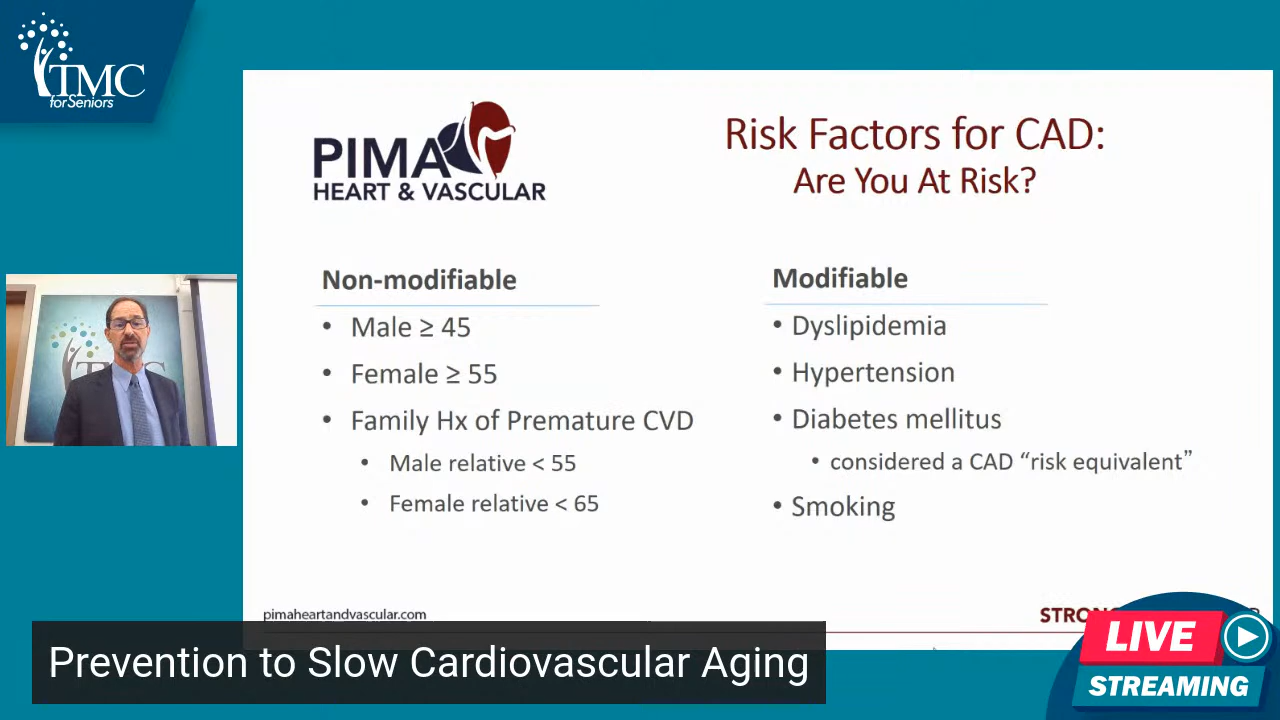 TMC
for Seniors
PIMA
HEART & VASCULAR
Risk Factors for CAD:
Are You At Risk?
Non-modifiable
• Male ≥ 45
• Female ≥ 55
• Family Hx of Premature CVD
• Male relative < 55
• Female relative < 65
Modifiable
• Dyslipidemia
• Hypertension
• Diabetes mellitus
• considered a CAD “risk equivalent”
• Smoking
pimaheartandvascular.com
Prevention to Slow Cardiovascular Aging
LIVE
STREAMING